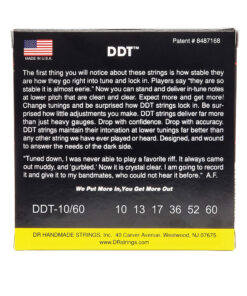 DDT™
Patent # 8487168
MADE IN U.S.A.
The first thing you will notice about these strings is how stable are
they how they go right into tune and lock in. Players say "they are so
stable it is almost eerie." Now you can stand and deliver in-tune notes
at lower pitch that are clean and clear. Expect more and get more!
Change tunings and be surprised how DDT strings lock in. Be sur-
prised how little adjustments you make. DDT strings deliver far more
than just heavy gauges. Drop with confidence. Drop with accuracy.
DDT strings maintain their intonation at lower tunings far better than
any other string we have ever played or heard. Designed, and wound
to answer to needs of the dark side.
"Tuned down, I was never able to play a favorite riff. It always came
out muddy, and 'gurbled.' Now it is crystal clear. I am going to record
it and give it to my bandmates, who could not hear it before." A.F.
We Put More In,You Get More Out
DDT-10/60
10 13 17 36 52 60
DR HANDMADE STRINGS, Inc. 20 Carver Avenue, Westwood, NJ 07675
www.DRstrings.com